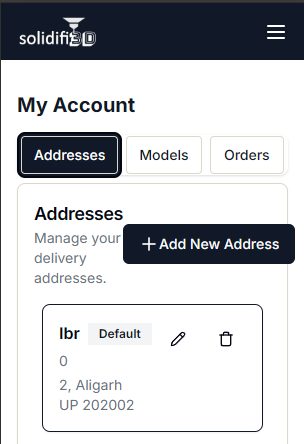 solidifi3D
My Account
Addresses
Models
Orders
Addresses
Manage your
delivery
addresses.
Add New Address
lbr
Default
0
2, Aligarh
UP 202002